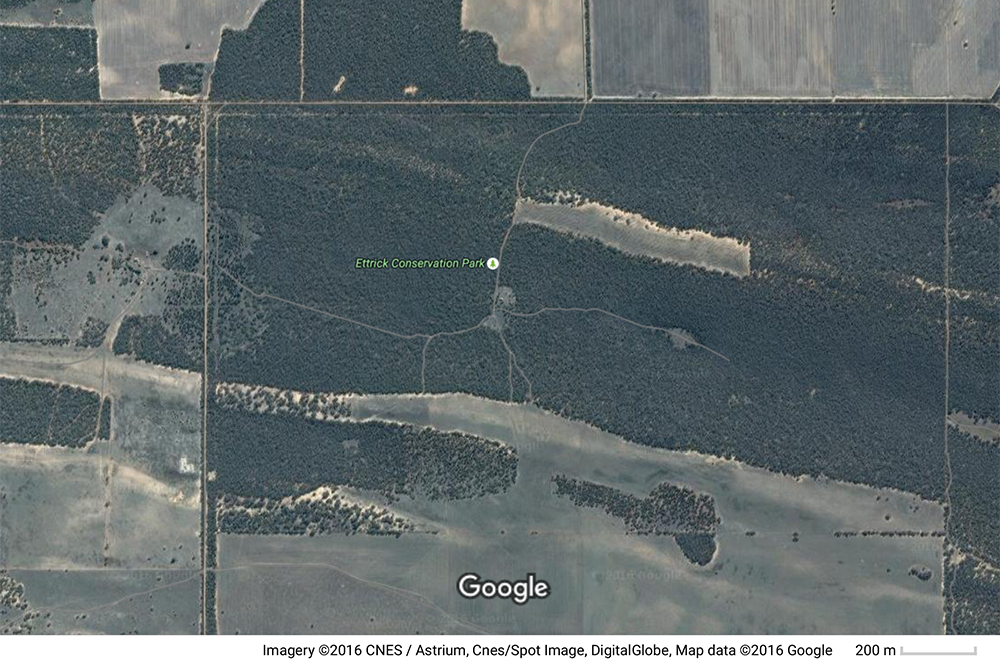 Ettrick Conservation Park
Google
Imagery ©2016 CNES / Astrium, Cnes/Spot Image, DigitalGlobe, Map data ©2016 Google 200 m